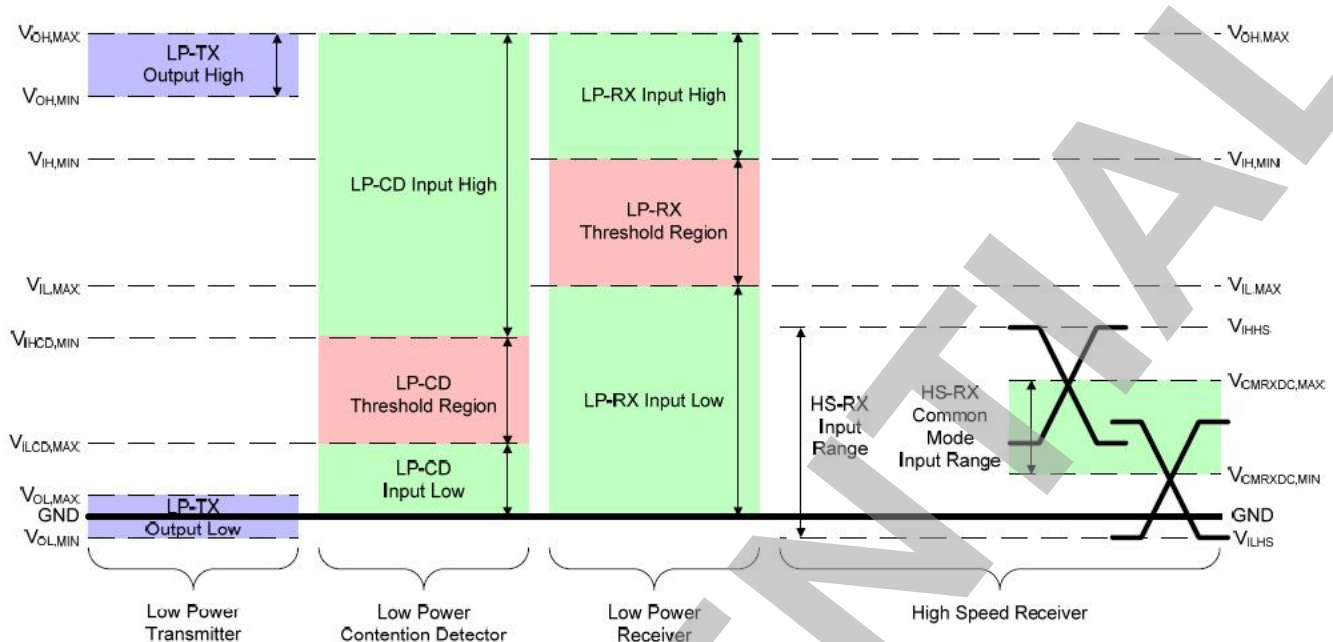 VOH,MAX
LP-TX
Output High
VOH,MIN
VIH,MIN
VIL,MAX
VIHCD,MIN
VILCD,MAX
VOL,MAX
LP-TX
GND
Output Low
VOL,MIN
LP-CD Input High
LP-CD
Threshold Region
LP-CD
Input Low
LP-RX Input High
LP-RX
Threshold Region
LP-RX Input Low
HS-RX
Input
Range
HS-RX
Common
Mode
Input Range
VOH,MAX
VIH,MIN
VIL,MAX
VIHHS
VCMRXDC,MAX
VCMRXDC,MIN
GND
VILHS
Low Power
Transmitter
Low Power
Contention Detector
Low Power
Receiver
High Speed Receiver
ENTIAL